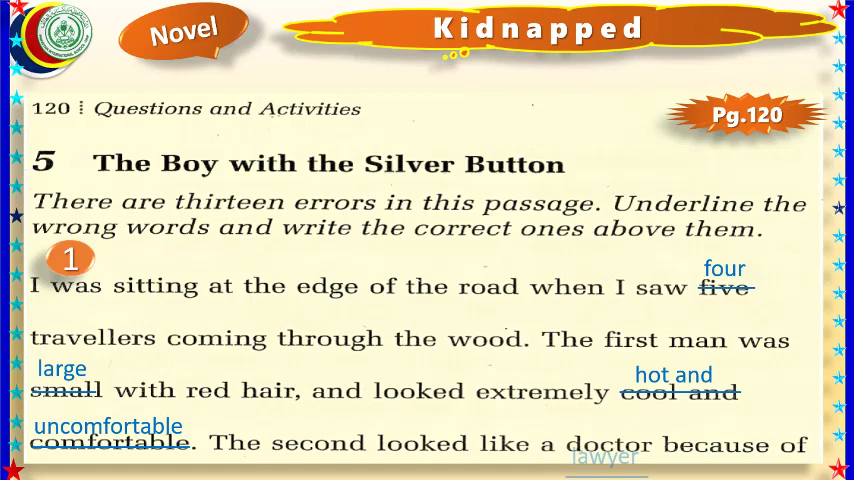 Novel
Kidnapped
120 Questions and Activities
Pg.120
5 The Boy with the Silver Button
There are thirteen errors in this passage. Underline the
wrong words and write the correct ones above them.
1
four
I was sitting at the edge of the road when I saw five
travellers coming through the wood. The first man was
large hot and
small with red hair, and looked extremely cool and
uncomfortable
comfortable. The second looked like a doctor because of
lawyer